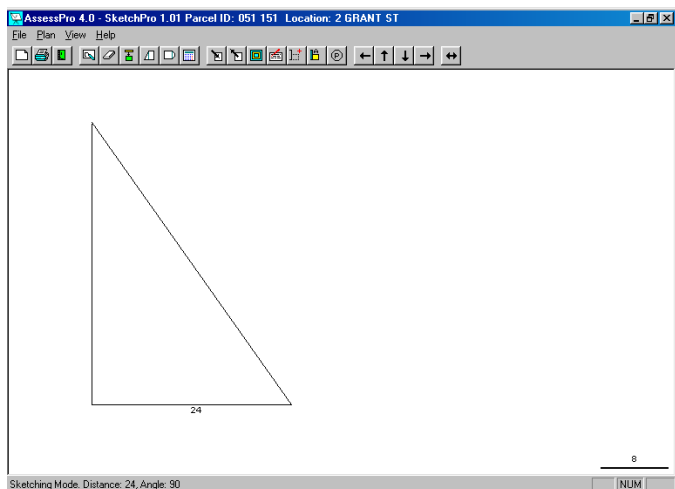 AssessPro 4.0 - SketchPro 1.01 Parcel ID: 051 151 Location: 2 GRANT ST
File Plan View Help
24
8
Sketching Mode. Distance: 24, Angle: 90 NUM